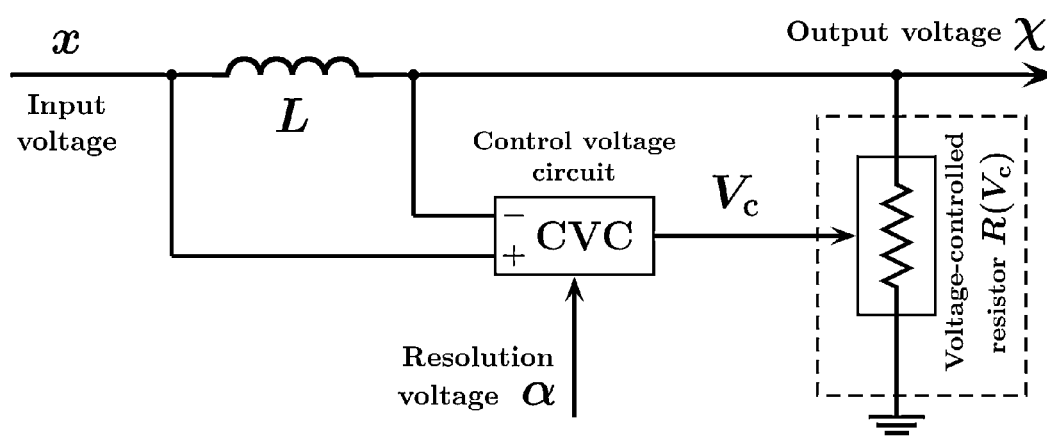 x
Input
voltage
L
Output voltage χ
Control voltage
circuit
− CVC
+
V_c
Resolution
voltage α
Voltage-controlled
resistor R(V_c)